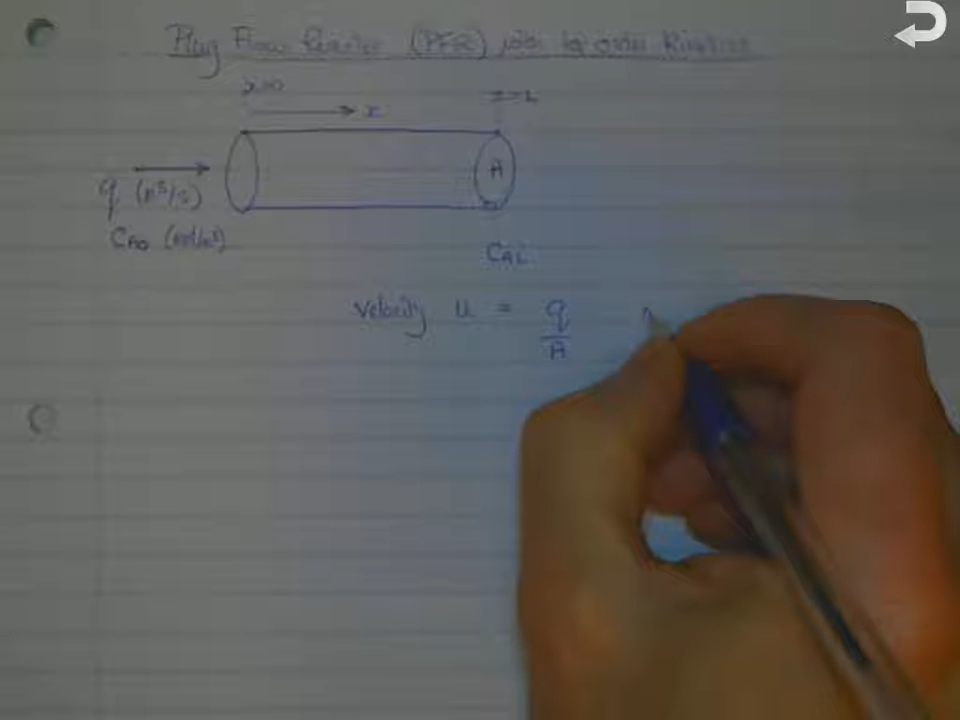 Plug Flow Reactor (PFR) with 1st order Kinetics
x=0
x=L
x
A
q (m³/s)
CA0 (mol/m³)
CAL
Velocity u = q
A